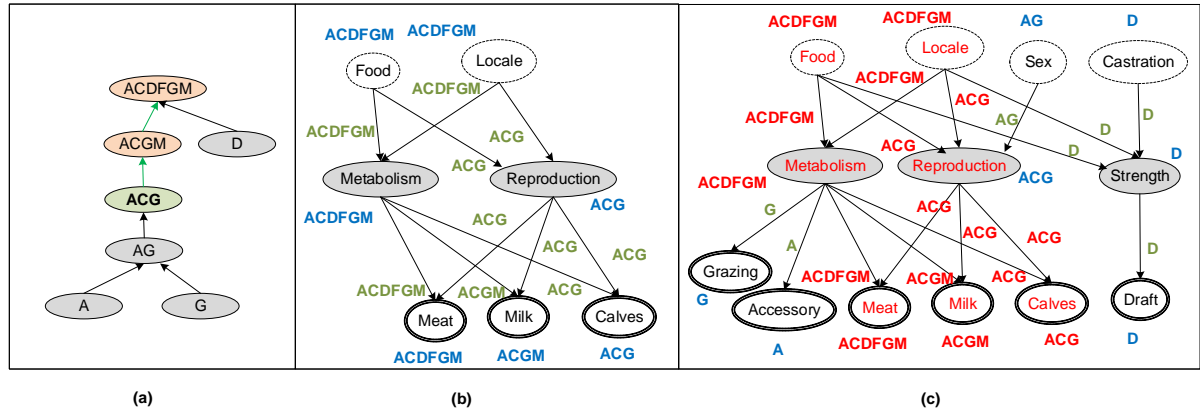 ACDFGM
ACGM
D
ACG
AG
A
G
(a)
ACDFGM
ACDFGM
Food
Locale
ACDFGM
ACDFGM
ACG
ACG
Metabolism
Reproduction
ACDFGM
ACG
ACG
ACG
ACDFGM
ACGM
ACG
Meat
Milk
Calves
ACDFGM
ACGM
ACG
(b)
ACDFGM
ACDFGM
AG
D
Food
Locale
Sex
Castration
ACDFGM
ACDFGM
ACG
AG
D
D
ACG
D
Metabolism
Reproduction
D
Strength
ACDFGM
ACG
G
ACG
ACG
ACG
A
D
Grazing
ACDFGM
ACGM
ACG
G
Accessory
Meat
Milk
Calves
Draft
A
ACDFGM
ACGM
ACG
D
(c)